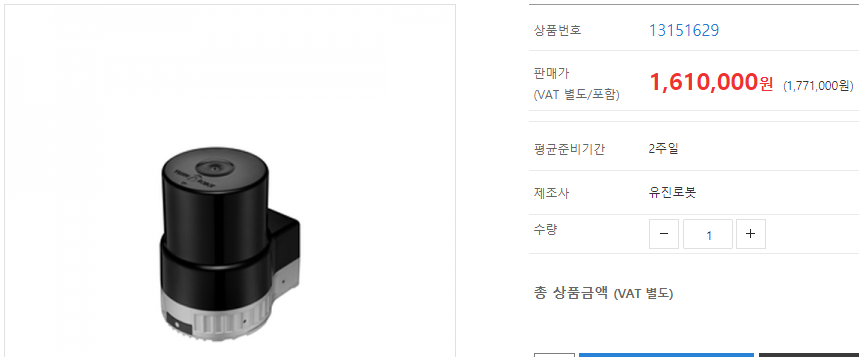 상품번호 13151629
판매가 1,610,000원 (1,771,000원)
(VAT 별도/포함)
평균준비기간 2주일
제조사 유진로봇
수량 - 1 +
총 상품금액 (VAT 별도)